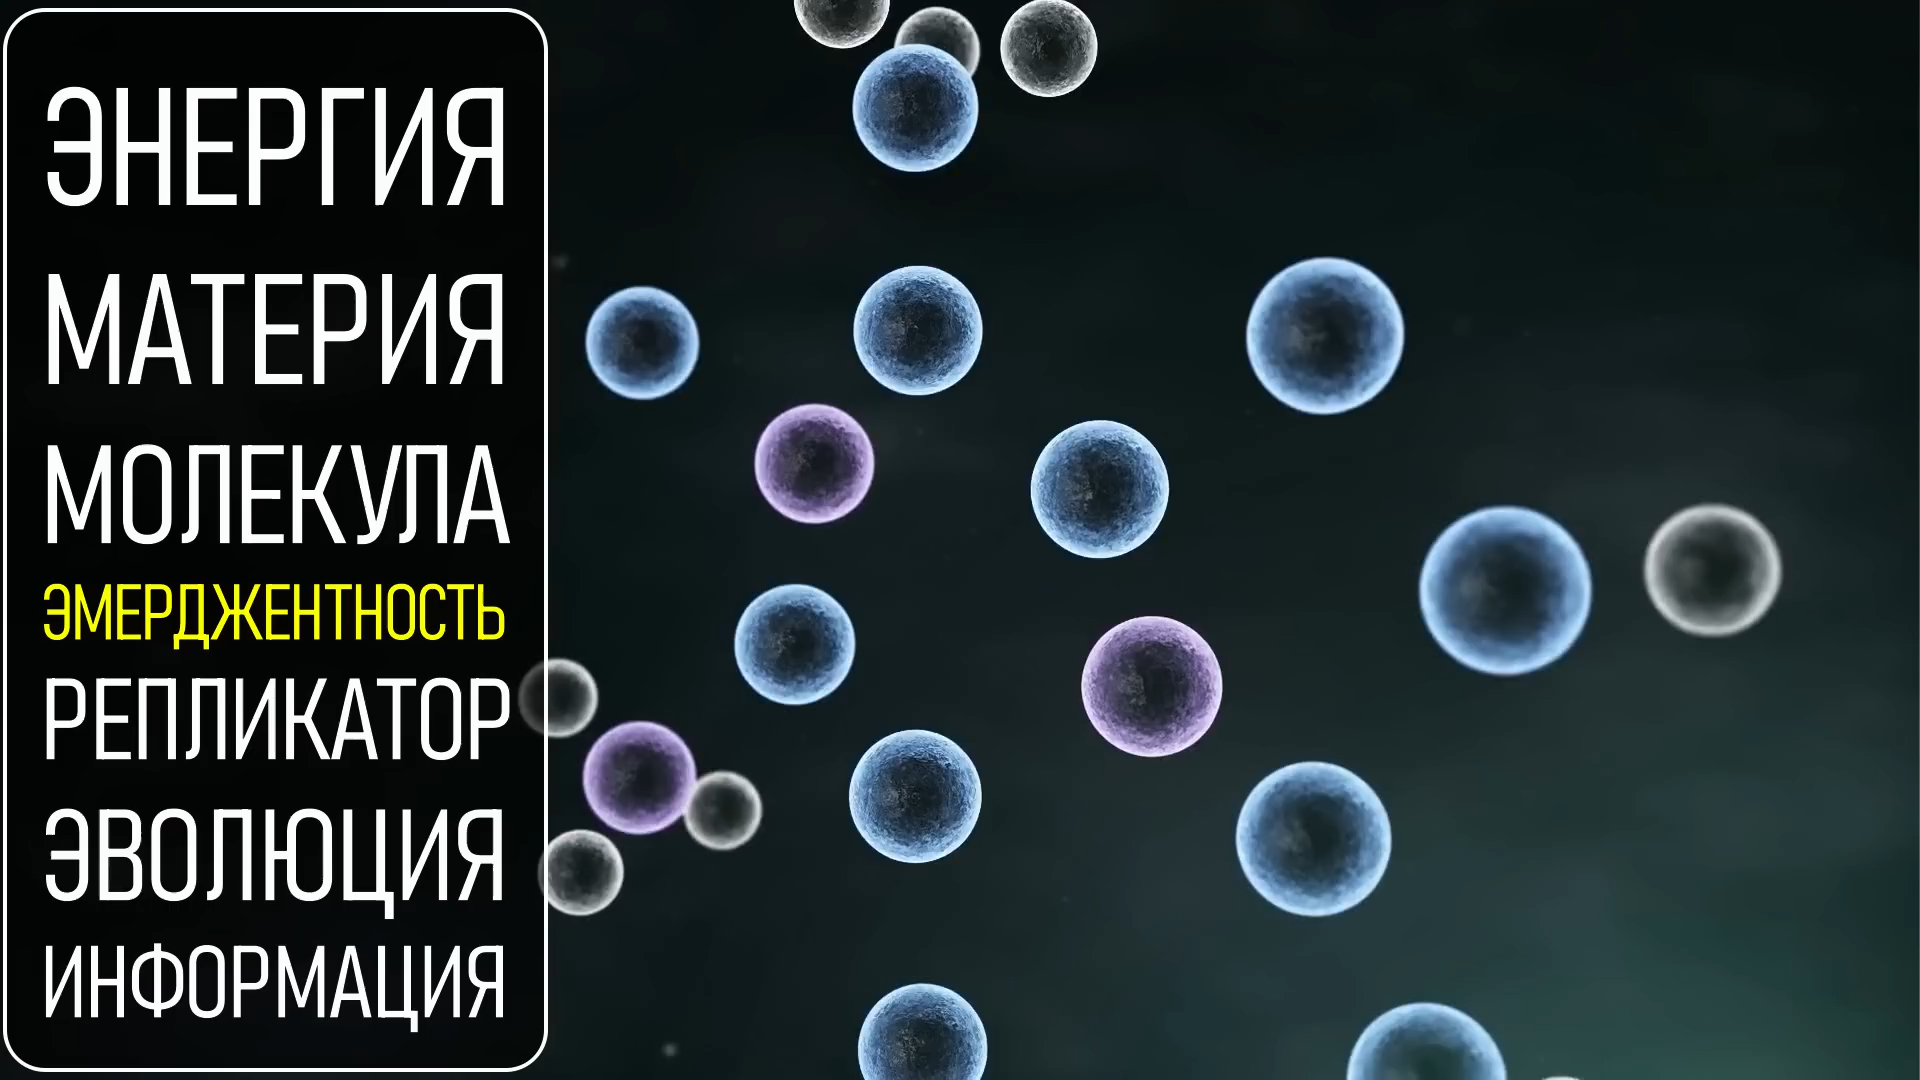 ЭНЕРГИЯ
МАТЕРИЯ
МОЛЕКУЛА
ЭМЕРДЖЕНТНОСТЬ
РЕПЛИКАТОР
ЭВОЛЮЦИЯ
ИНФОРМАЦИЯ